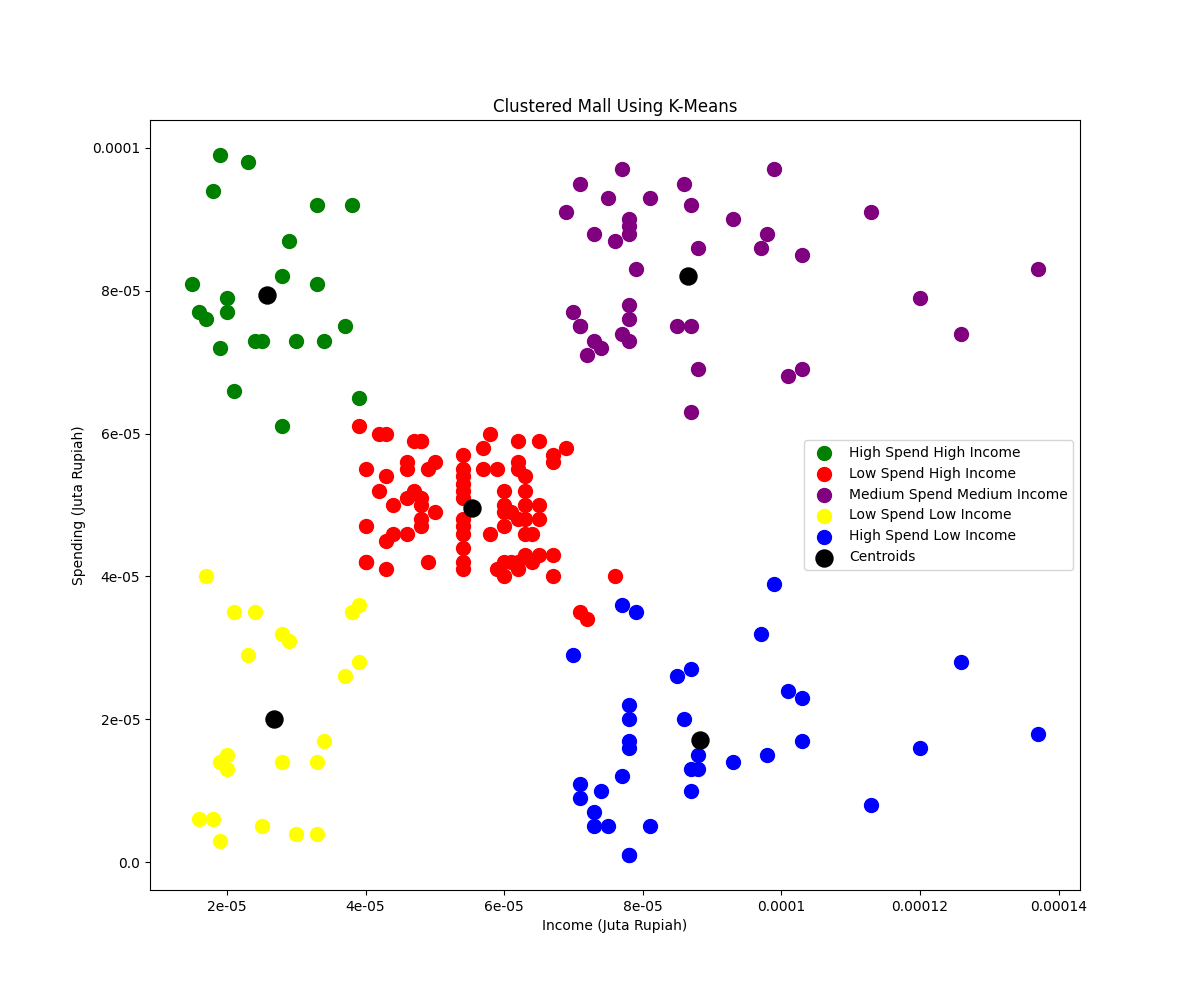 Clustered Mall Using K-Means
Spending (Juta Rupiah)
0.0001
8e-05
6e-05
4e-05
2e-05
0.0
High Spend High Income
Low Spend High Income
Medium Spend Medium Income
Low Spend Low Income
High Spend Low Income
Centroids
2e-05 4e-05 6e-05 8e-05 0.0001 0.00012 0.00014
Income (Juta Rupiah)